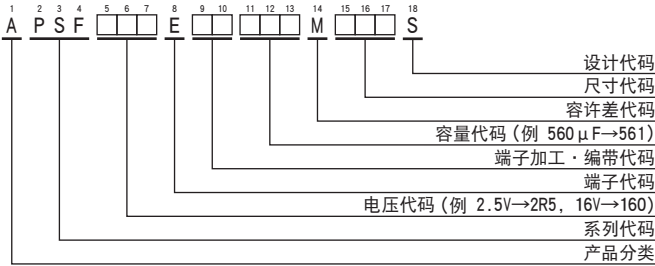 1 2 3 4 5 6 7 8 9 10 11 12 13 14 15 16 17 18
A P S F □□□ E □□ □□□ M □□□ S
设计代码
尺寸代码
容许差代码
容量代码 (例 560μF→561)
端子加工・编带代码
端子代码
电压代码 (例 2.5V→2R5, 16V→160)
系列代码
产品分类